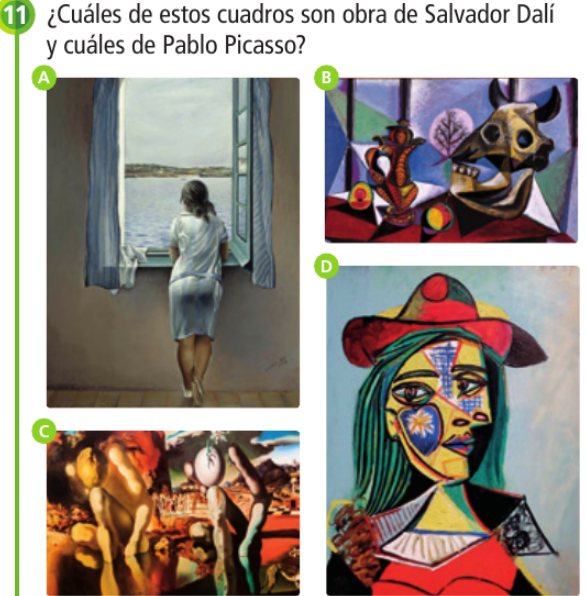 11 ¿Cuáles de estos cuadros son obra de Salvador Dalí
y cuáles de Pablo Picasso?
A
B
C
D